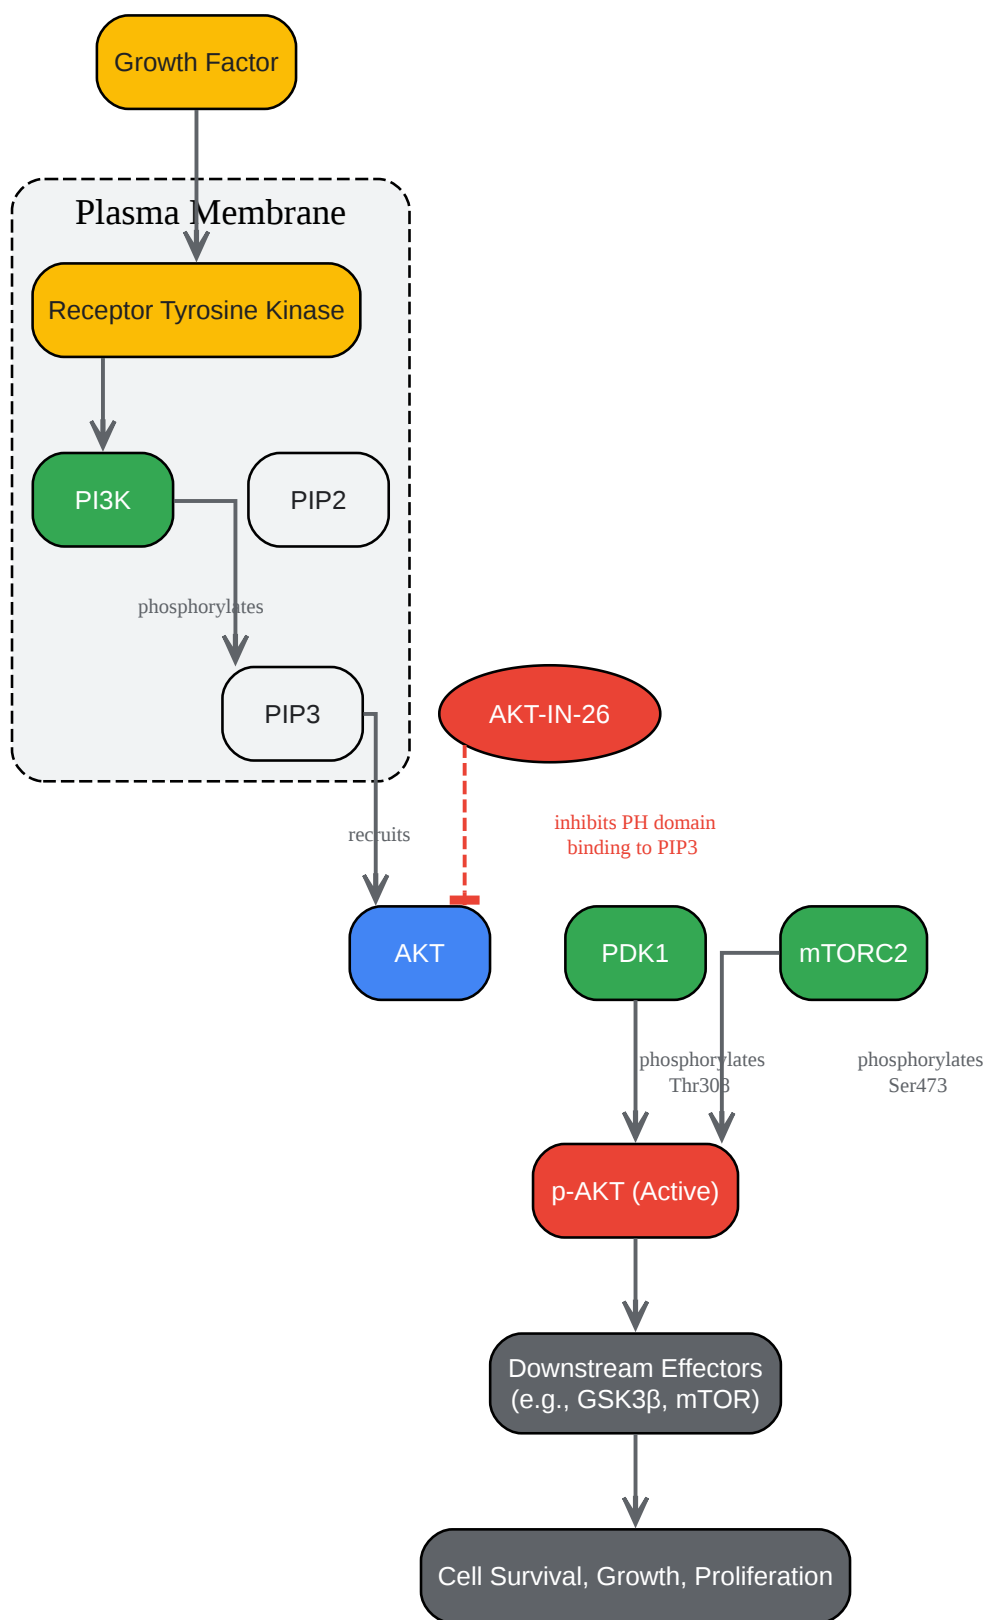 Growth Factor
Plasma Membrane
Receptor Tyrosine Kinase
PI3K
PIP2
phosphorylates
PIP3
AKT-IN-26
recruits
inhibits PH domain
binding to PIP3
AKT
PDK1
mTORC2
phosphorylates
Thr308
phosphorylates
Ser473
p-AKT (Active)
Downstream Effectors
(e.g., GSK3β, mTOR)
Cell Survival, Growth, Proliferation